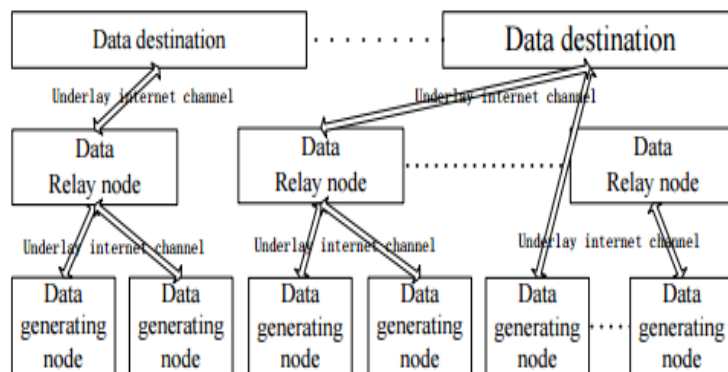 Data destination
Data destination
Underlay internet channel
Underlay internet channel
Data
Relay node
Data
Relay node
Data
Relay node
Underlay internet channel
Underlay internet channel
Underlay internet channel
Data
generating
node
Data
generating
node
Data
generating
node
Data
generating
node
Data
generating
node
Data
generating
node